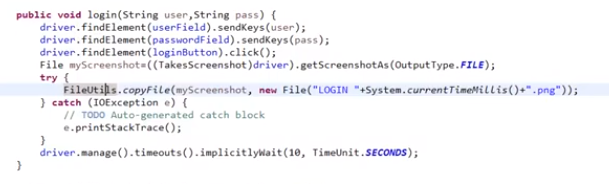 public void login(String user,String pass) {
driver.findElement(userField).sendKeys(user);
driver.findElement(passwordField).sendKeys(pass);
driver.findElement(loginButton).click();
File myScreenshot=((TakesScreenshot)driver).getScreenshotAs(OutputType.FILE);
try {
FileUtils.copyFile(myScreenshot, new File("LOGIN "+System.currentTimeMillis()+".png"));
} catch (IOException e) {
// TODO Auto-generated catch block
e.printStackTrace();
}
driver.manage().timeouts().implicitlyWait(10, TimeUnit.SECONDS);
}